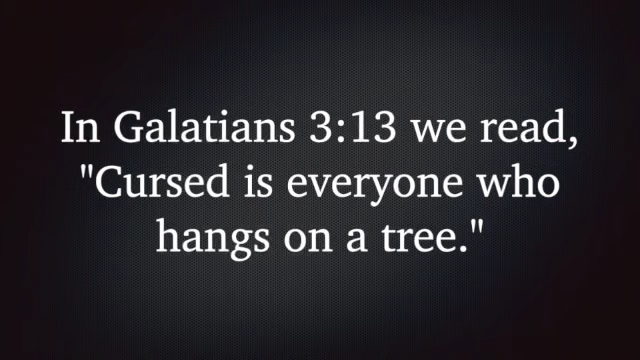 In Galatians 3:13 we read,
"Cursed is everyone who
hangs on a tree."